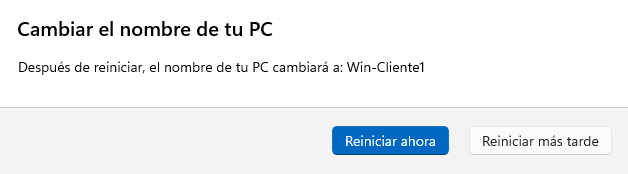 Cambiar el nombre de tu PC
Después de reiniciar, el nombre de tu PC cambiará a: Win-Cliente1
Reiniciar ahora
Reiniciar más tarde